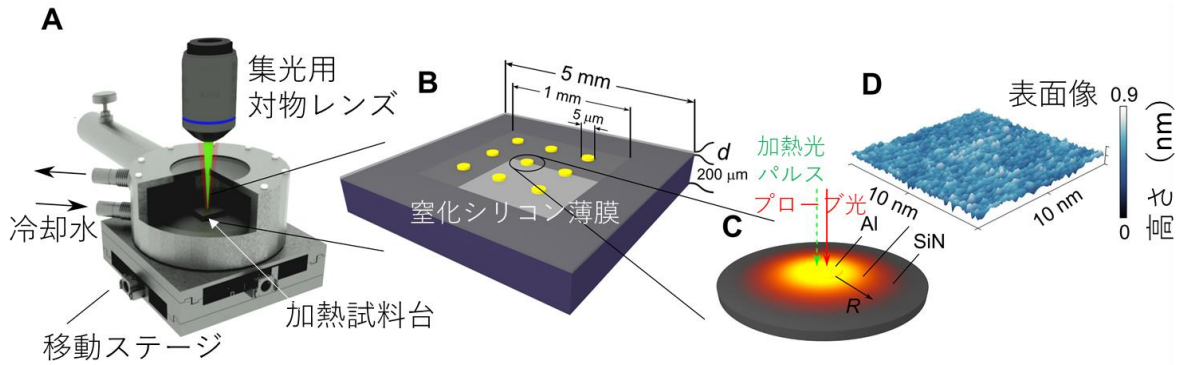 A
集光用
対物レンズ
冷却水
加熱試料台
移動ステージ
B
5 mm
1 mm
5 μm
d
200 μm
窒化シリコン薄膜
加熱光
パルス
プローブ光
C
Al
SiN
R
D
表面像
0.9
0
高さ (nm)
10 nm
10 nm